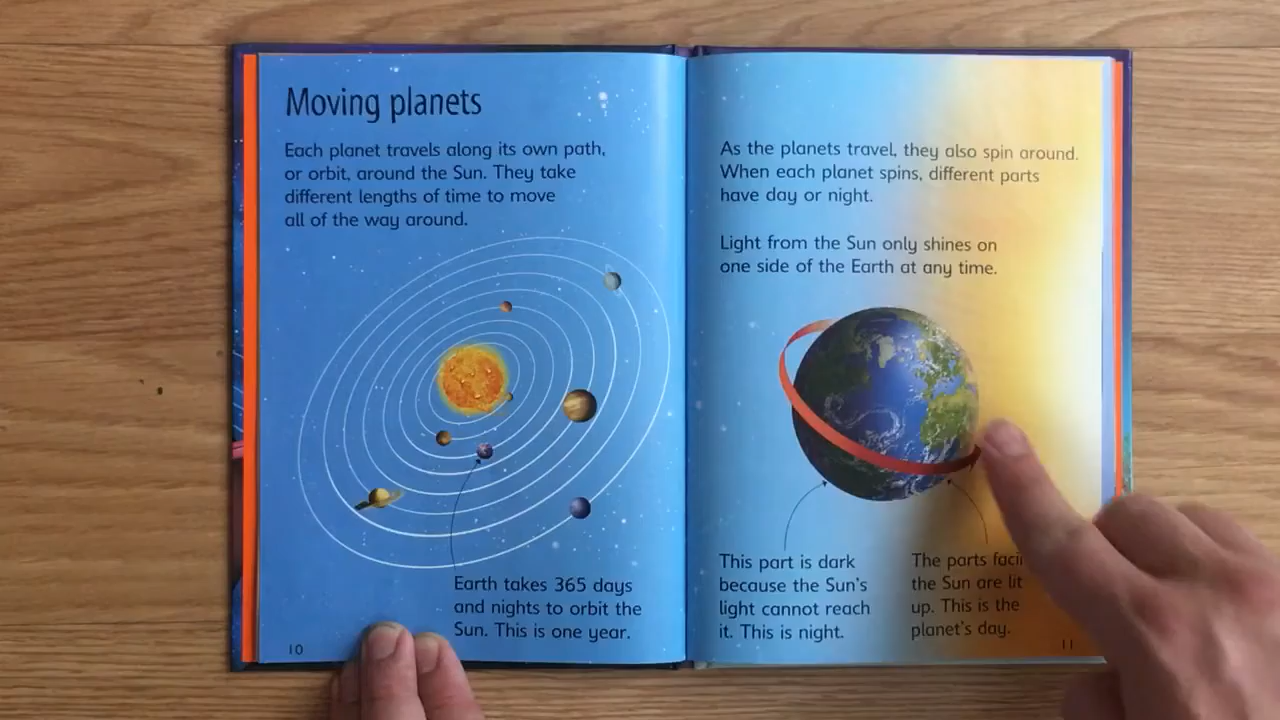 Moving planets
Each planet travels along its own path,
or orbit, around the Sun. They take
different lengths of time to move
all of the way around.
Earth takes 365 days
and nights to orbit the
Sun. This is one year.
10
As the planets travel, they also spin around.
When each planet spins, different parts
have day or night.
Light from the Sun only shines on
one side of the Earth at any time.
This part is dark
because the Sun's
light cannot reach
it. This is night.
The parts
the Sun are lit
up. This is the
planet's day.
11